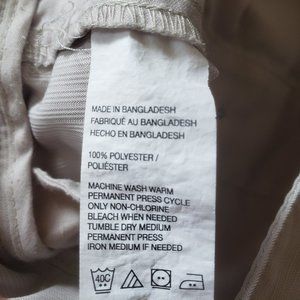 MADE IN BANGLADESH
FABRIQUÉ AU BANGLADESH
HECHO EN BANGLADESH
100% POLYESTER /
POLIÉSTER
MACHINE WASH WARM
PERMANENT PRESS CYCLE
ONLY NON-CHLORINE
BLEACH WHEN NEEDED
TUMBLE DRY MEDIUM
PERMANENT PRESS
IRON MEDIUM IF NEEDED
40C